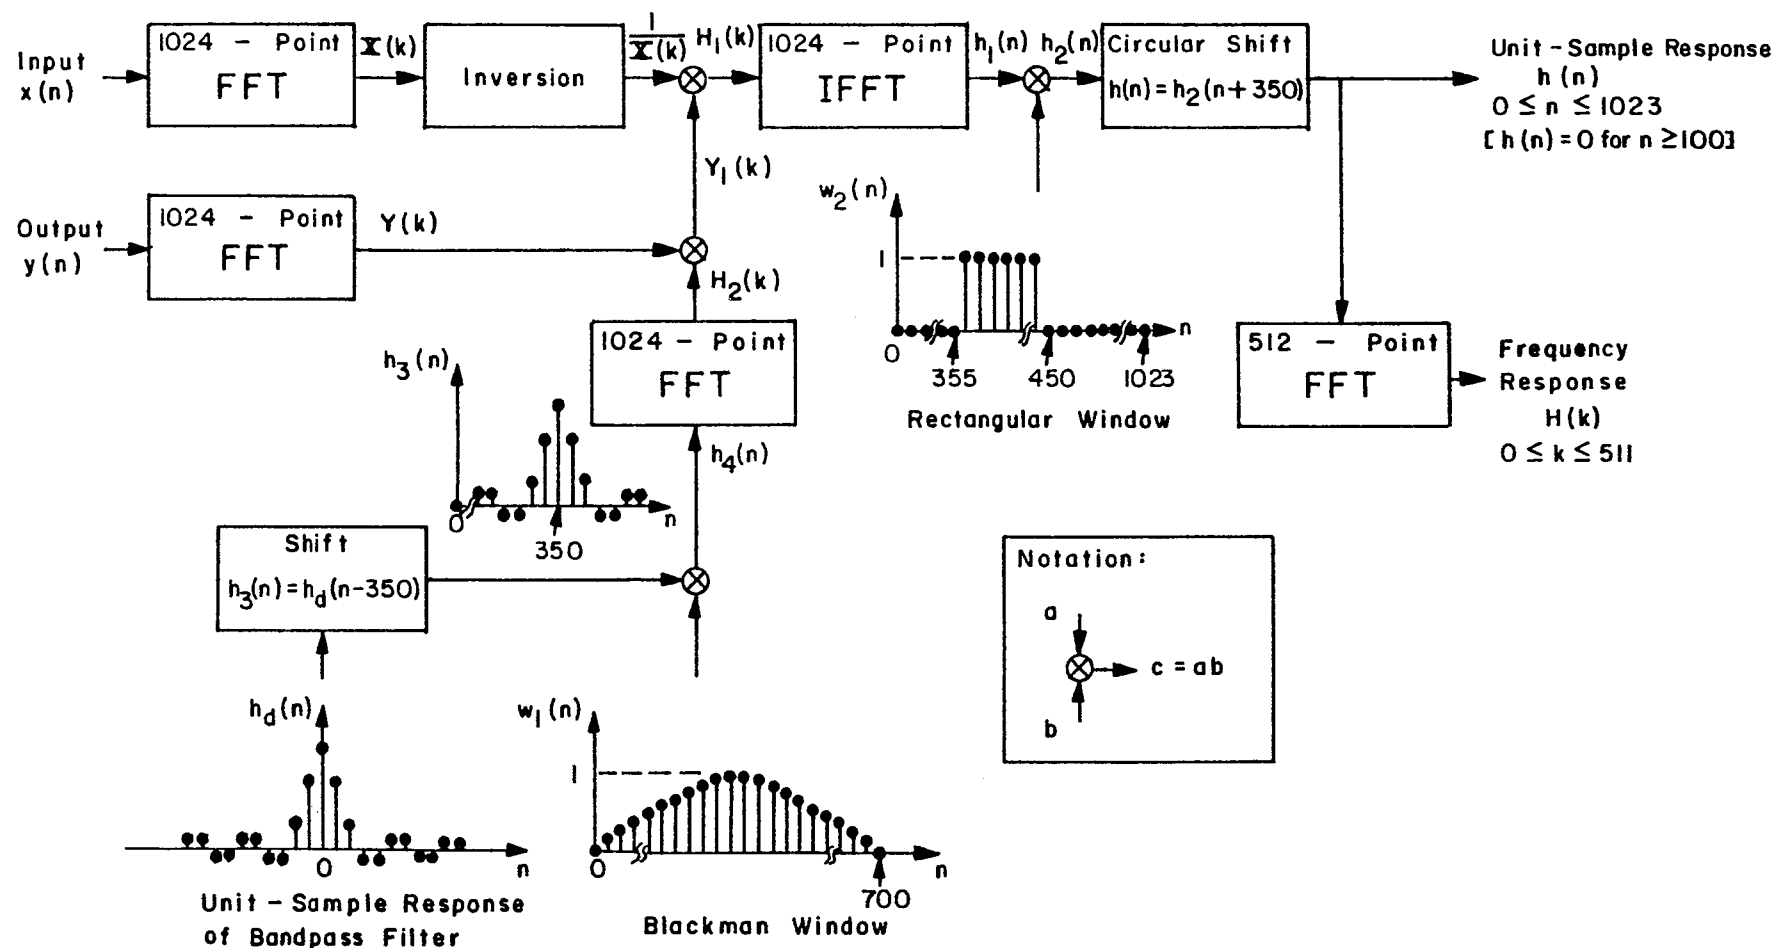 Input
x(n)
1024 - Point
FFT
X(k)
Inversion
1
X(k)
H1(k)
1024 - Point
IFFT
h1(n)
h2(n)
Circular Shift
h(n) = h2(n+350)
Unit - Sample Response
h(n)
0 ≤ n ≤ 1023
[h(n) = 0 for n ≥ 100]
Y1(k)
Output
y(n)
1024 - Point
FFT
Y(k)
H2(k)
w2(n)
1
0
355
450
1023
n
Rectangular Window
512 - Point
FFT
Frequency
Response
H(k)
0 ≤ k ≤ 511
1024 - Point
FFT
h3(n)
0
350
n
h4(n)
Shift
h3(n) = hd(n-350)
Notation:
a
c = ab
b
hd(n)
0
n
Unit - Sample Response
of Bandpass Filter
w1(n)
1
0
700
n
Blackman Window